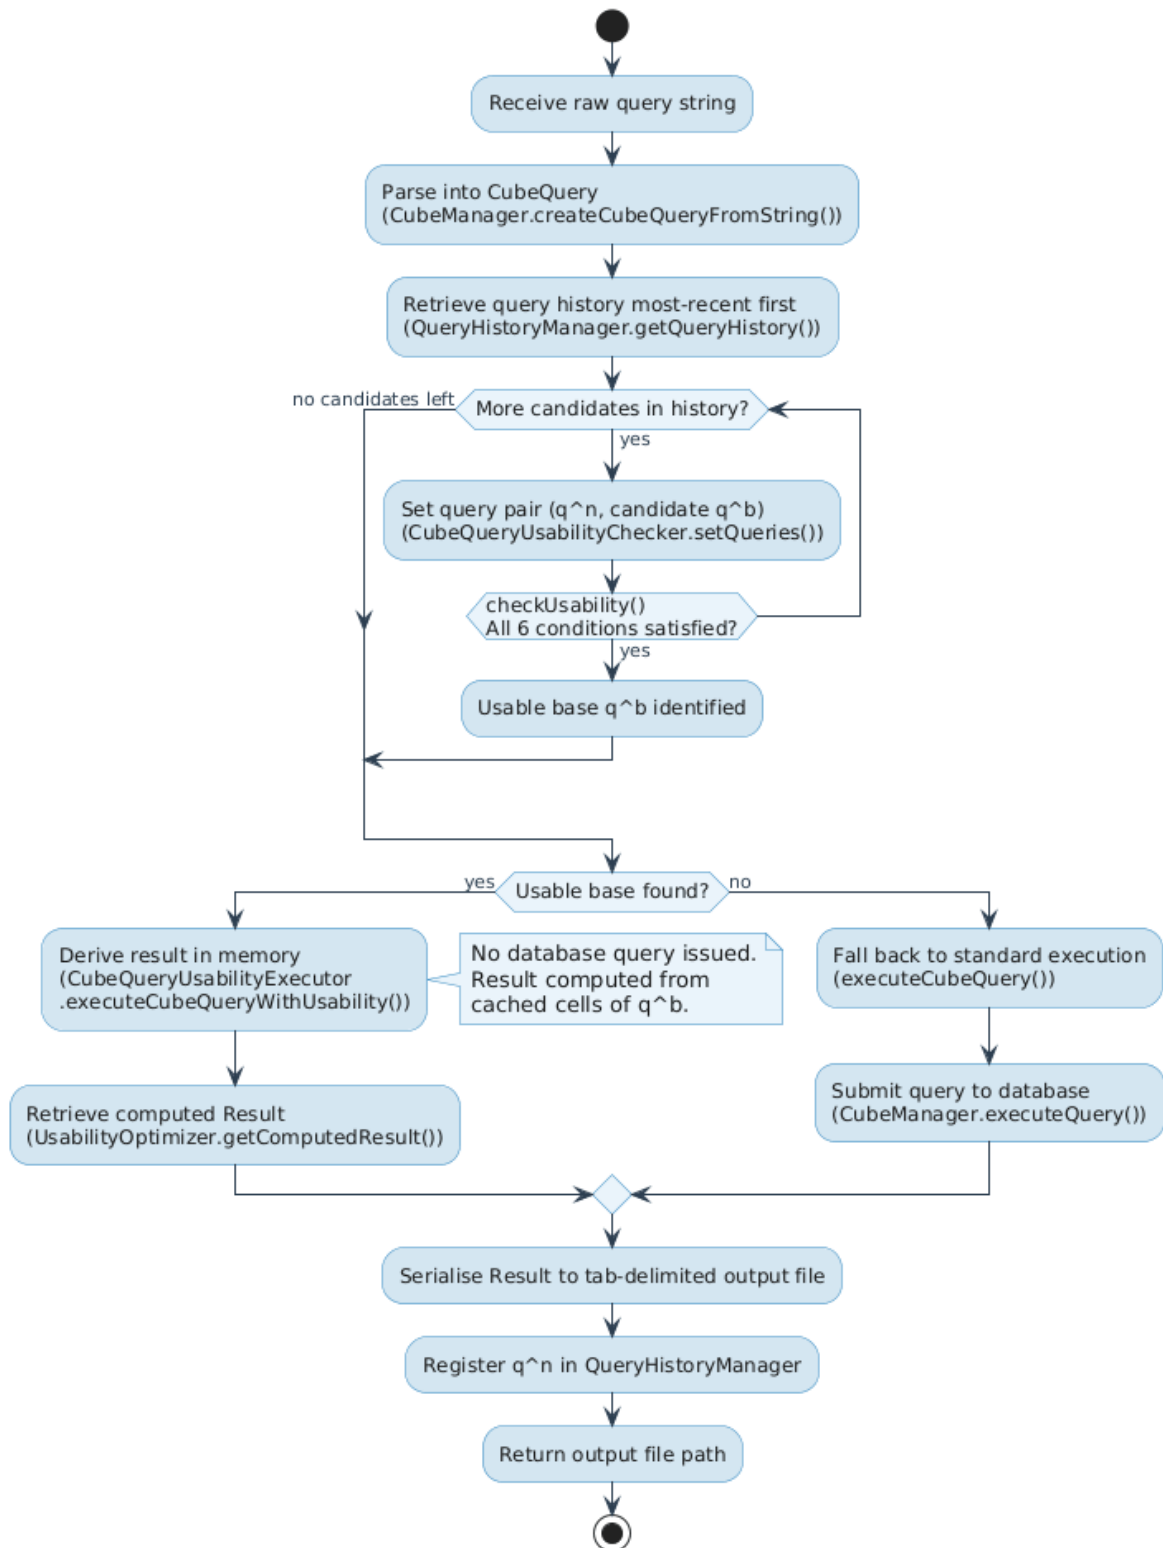 Receive raw query string
Parse into CubeQuery
(CubeManager.createCubeQueryFromString())
Retrieve query history most-recent first
(QueryHistoryManager.getQueryHistory())
no candidates left
More candidates in history?
yes
Set query pair (q^n, candidate q^b)
(CubeQueryUsabilityChecker.setQueries())
checkUsability()
All 6 conditions satisfied?
yes
Usable base q^b identified
yes
Usable base found?
no
Derive result in memory
(CubeQueryUsabilityExecutor
.executeCubeQueryWithUsability())
No database query issued.
Result computed from
cached cells of q^b.
Fall back to standard execution
(executeCubeQuery())
Retrieve computed Result
(UsabilityOptimizer.getComputedResult())
Submit query to database
(CubeManager.executeQuery())
Serialise Result to tab-delimited output file
Register q^n in QueryHistoryManager
Return output file path